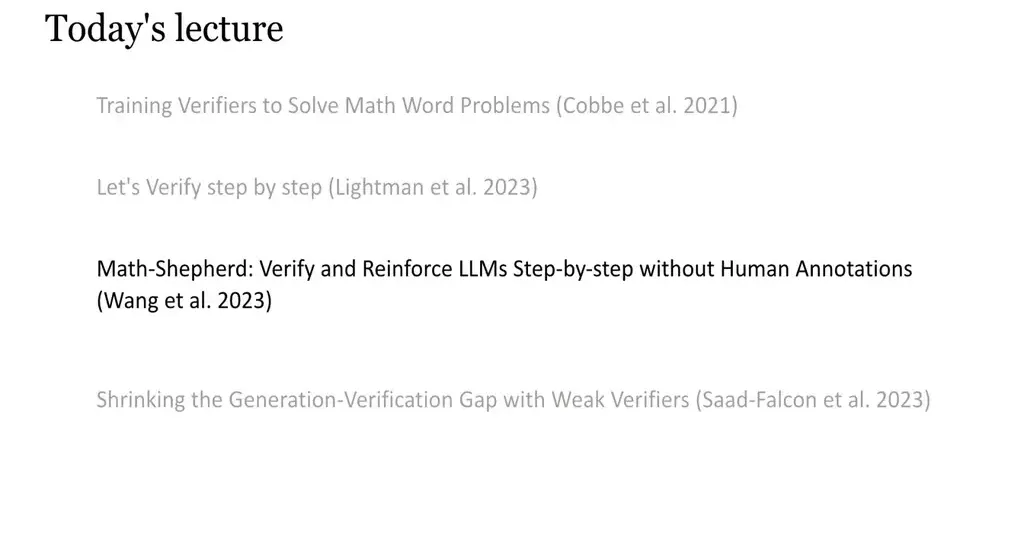 Today's lecture
Training Verifiers to Solve Math Word Problems (Cobbe et al. 2021)
Let's Verify step by step (Lightman et al. 2023)
Math-Shepherd: Verify and Reinforce LLMs Step-by-step without Human Annotations
(Wang et al. 2023)
Shrinking the Generation-Verification Gap with Weak Verifiers (Saad-Falcon et al. 2023)